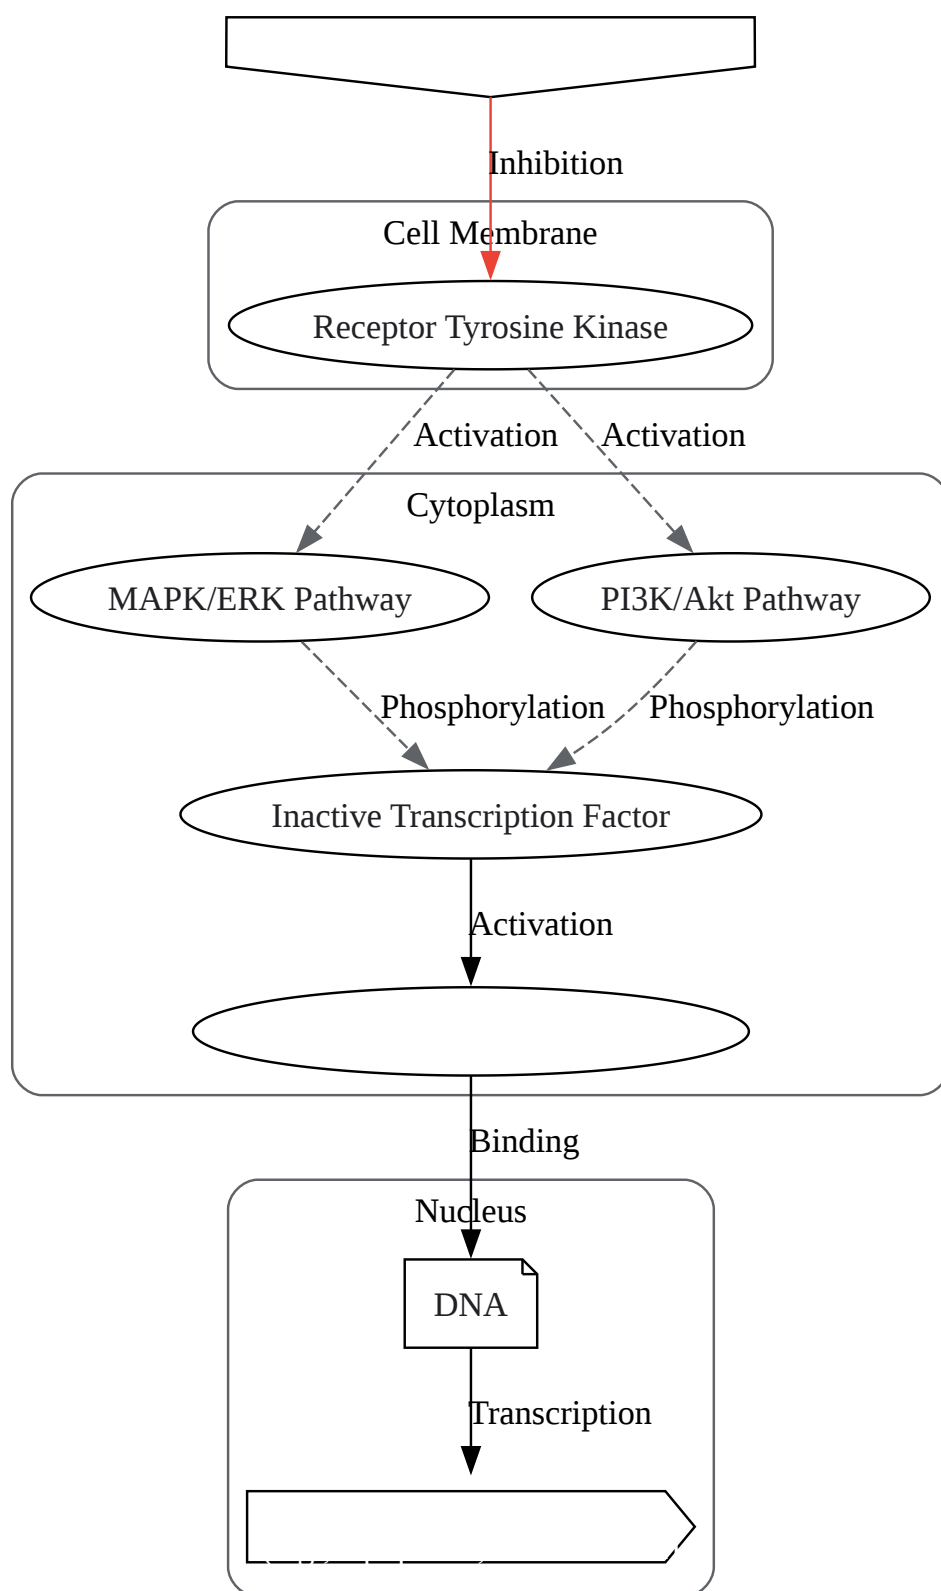 Inhibition
Cell Membrane
Receptor Tyrosine Kinase
Activation
Activation
Cytoplasm
MAPK/ERK Pathway
PI3K/Akt Pathway
Phosphorylation
Phosphorylation
Inactive Transcription Factor
Activation
Binding
Nucleus
DNA
Transcription